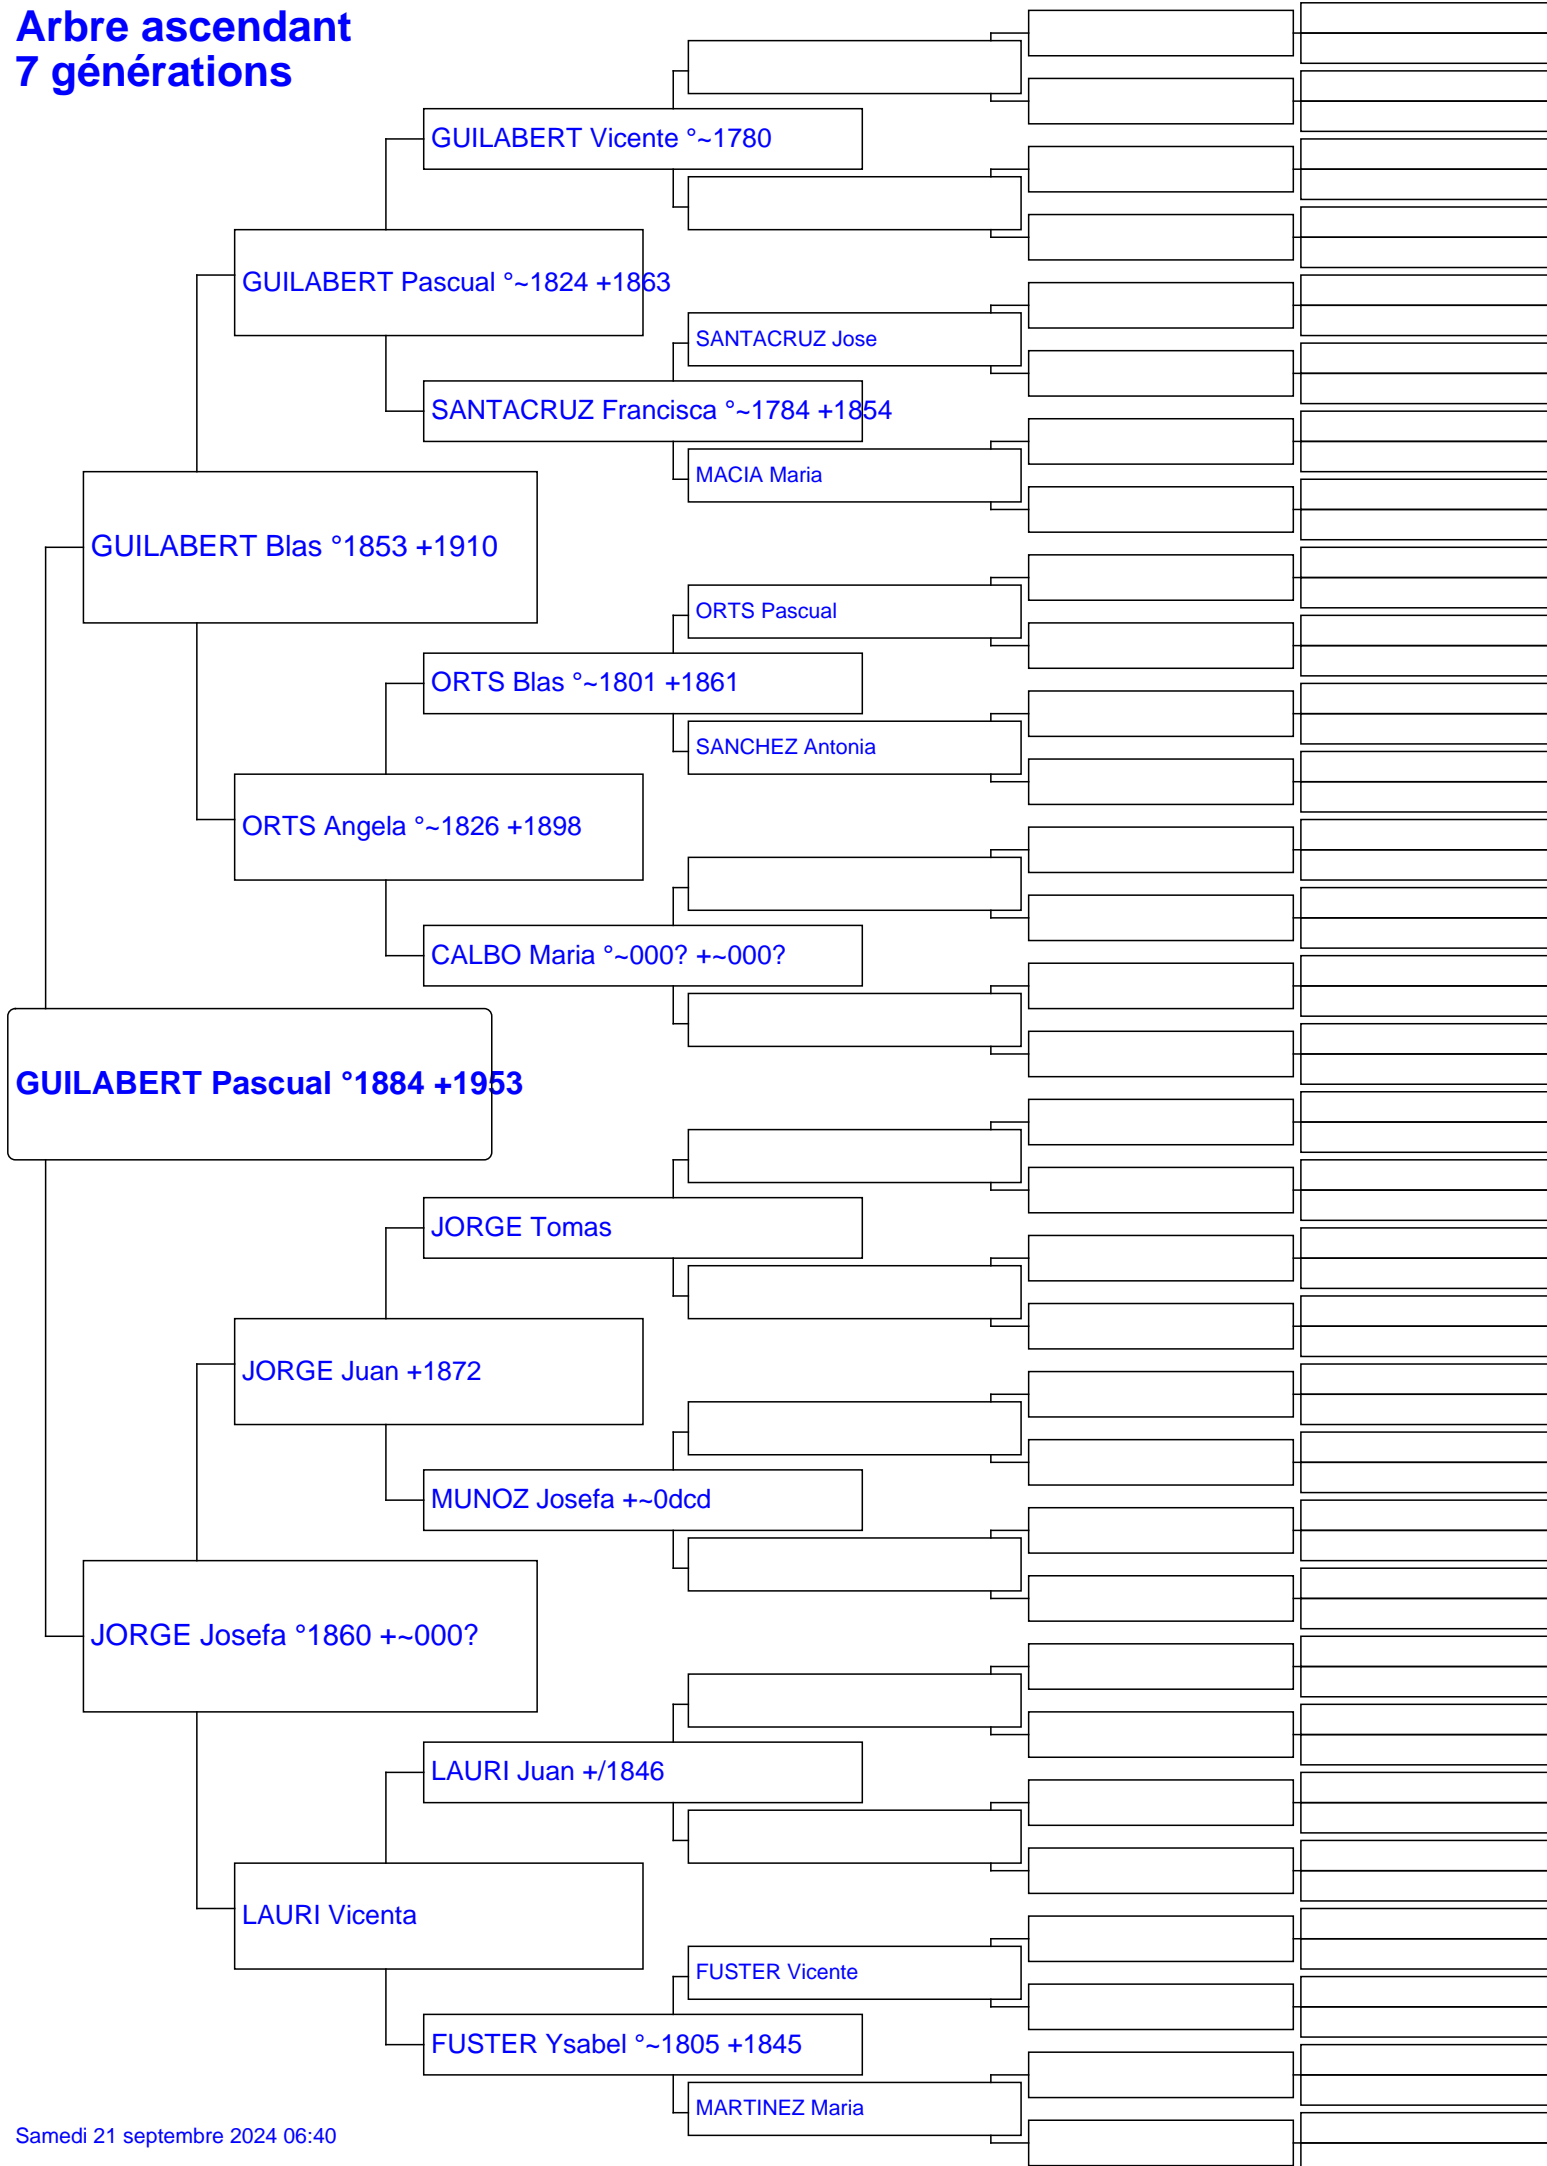 Arbre ascendant
7 générations
GUILABERT Vicente °~1780
GUILABERT Pascual °~1824 +1863
SANTACRUZ Jose
SANTACRUZ Francisca °~1784 +1854
MACIA Maria
GUILABERT Blas °1853 +1910
ORTS Pascual
ORTS Blas °~1801 +1861
SANCHEZ Antonia
ORTS Angela °~1826 +1898
CALBO Maria °~000? +~000?
GUILABERT Pascual °1884 +1953
JORGE Tomas
JORGE Juan +1872
MUNOZ Josefa +~0dcd
JORGE Josefa °1860 +~000?
LAURI Juan +/1846
LAURI Vicenta
FUSTER Vicente
FUSTER Ysabel °~1805 +1845
MARTINEZ Maria
Samedi 21 septembre 2024 06:40